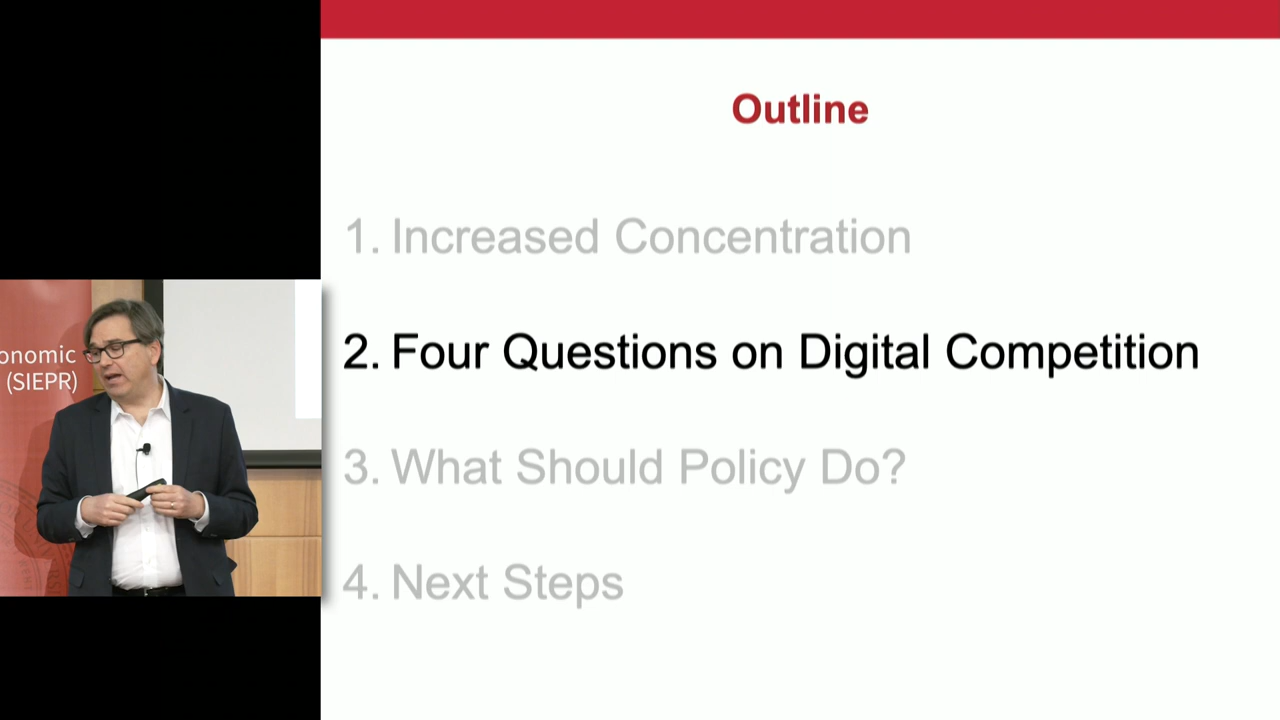 Outline
1. Increased Concentration
2. Four Questions on Digital Competition
3. What Should Policy Do?
4. Next Steps
onomic
(SIEPR)